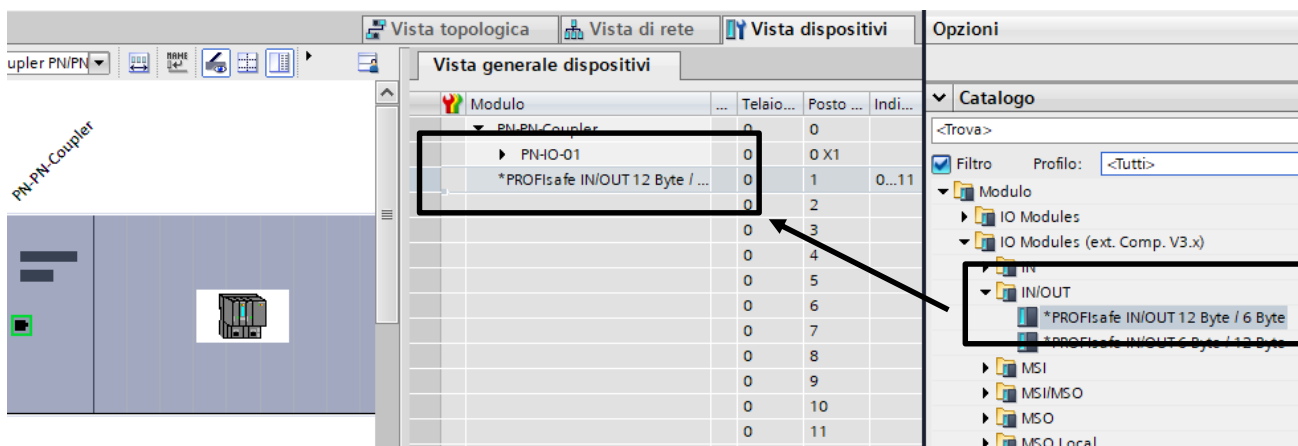 Vista topologica Vista di rete Vista dispositivi
Opzioni
upler PN/PN
Vista generale dispositivi
PN-PN-Coupler
Modulo ... Telaio... Posto ... Indi...
PN-PN-Coupler 0 0
PN-IO-01 0 0 X1
*PROFIsafe IN/OUT 12 Byte / ... 0 1 0...11
0 2
0 3
0 4
0 5
0 6
0 7
0 8
0 9
0 10
0 11
Catalogo
<Trova>
Filtro Profilo: <Tutti>
Modulo
IO Modules
IO Modules (ext. Comp. V3.x)
IN
IN/OUT
*PROFIsafe IN/OUT 12 Byte / 6 Byte
*PROFIsafe IN/OUT 6 Byte / 12 Byte
MSI
MSI/MSO
MSO
MSO Local